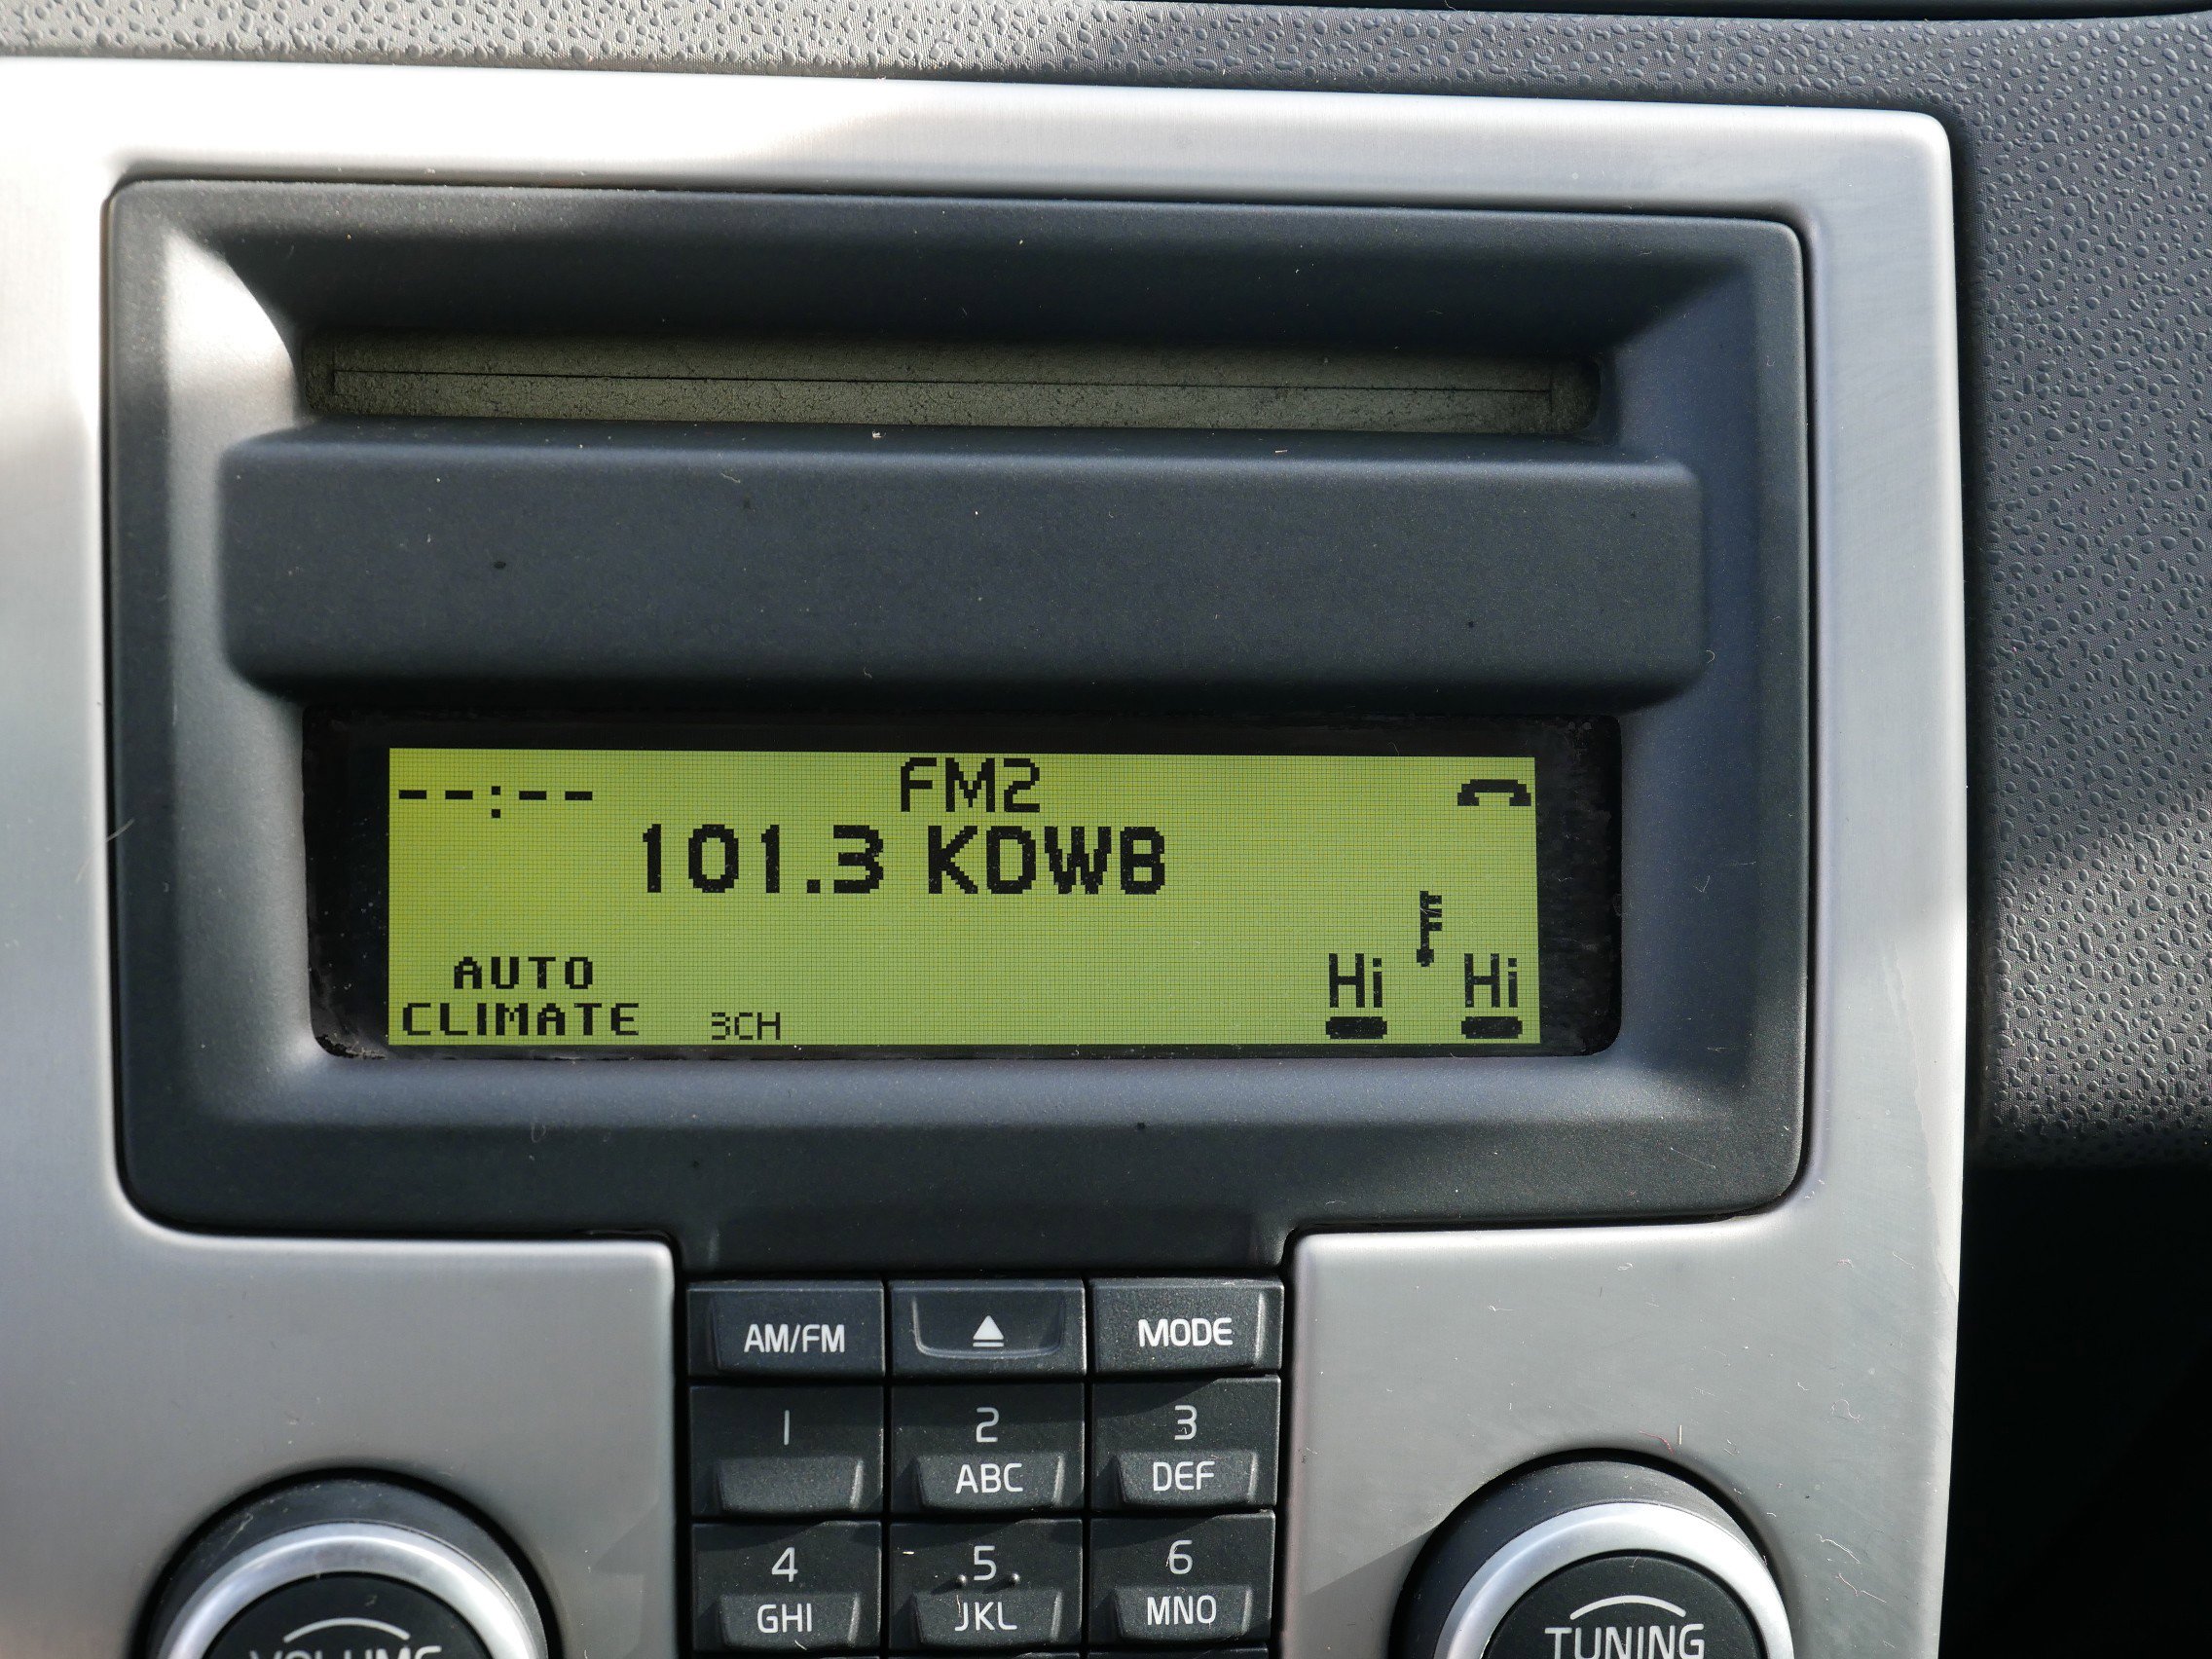 --:--
FM2
101.3 KDWB
AUTO
CLIMATE
3CH
Hi
Hi
AM/FM
MODE
1
2
3
ABC
DEF
4
5
6
GHI
JKL
MNO
VOLUME
TUNING